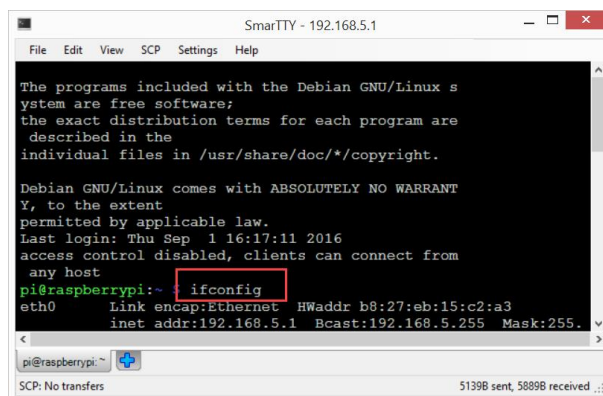 SmarTTY - 192.168.5.1
File Edit View SCP Settings Help
The programs included with the Debian GNU/Linux s
ystem are free software;
the exact distribution terms for each program are
 described in the
individual files in /usr/share/doc/*/copyright.
Debian GNU/Linux comes with ABSOLUTELY NO WARRANT
Y, to the extent
permitted by applicable law.
Last login: Thu Sep  1 16:17:11 2016
access control disabled, clients can connect from
 any host
pi@raspberrypi:~ $ ifconfig
eth0      Link encap:Ethernet  HWaddr b8:27:eb:15:c2:a3
          inet addr:192.168.5.1  Bcast:192.168.5.255  Mask:255.
pi@raspberrypi: ~
SCP: No transfers 5139B sent, 5889B received